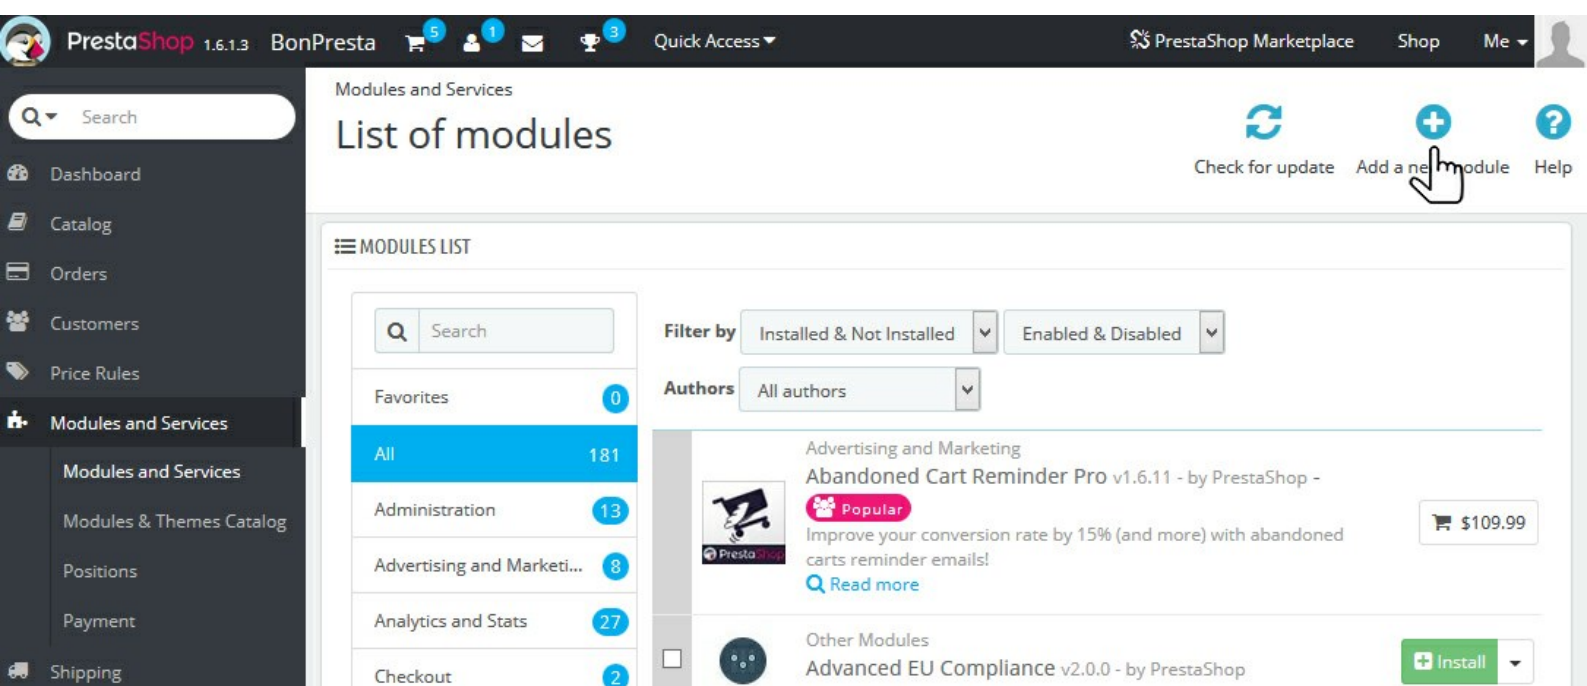 PrestaShop 1.6.1.3 BonPresta 5 1 3 Quick Access PrestaShop Marketplace Shop Me
Search
Dashboard
Catalog
Orders
Customers
Price Rules
Modules and Services
Modules and Services
Modules & Themes Catalog
Positions
Payment
Shipping
Modules and Services
List of modules
Check for update Add a new module Help
MODULES LIST
Search
Favorites 0
All 181
Administration 13
Advertising and Marketi... 8
Analytics and Stats 27
Checkout 2
Filter by Installed & Not Installed Enabled & Disabled
Authors All authors
PrestaShop
Advertising and Marketing
Abandoned Cart Reminder Pro v1.6.11 - by PrestaShop -
Popular
Improve your conversion rate by 15% (and more) with abandoned
carts reminder emails!
Read more
$109.99
Other Modules
Advanced EU Compliance v2.0.0 - by PrestaShop
Install